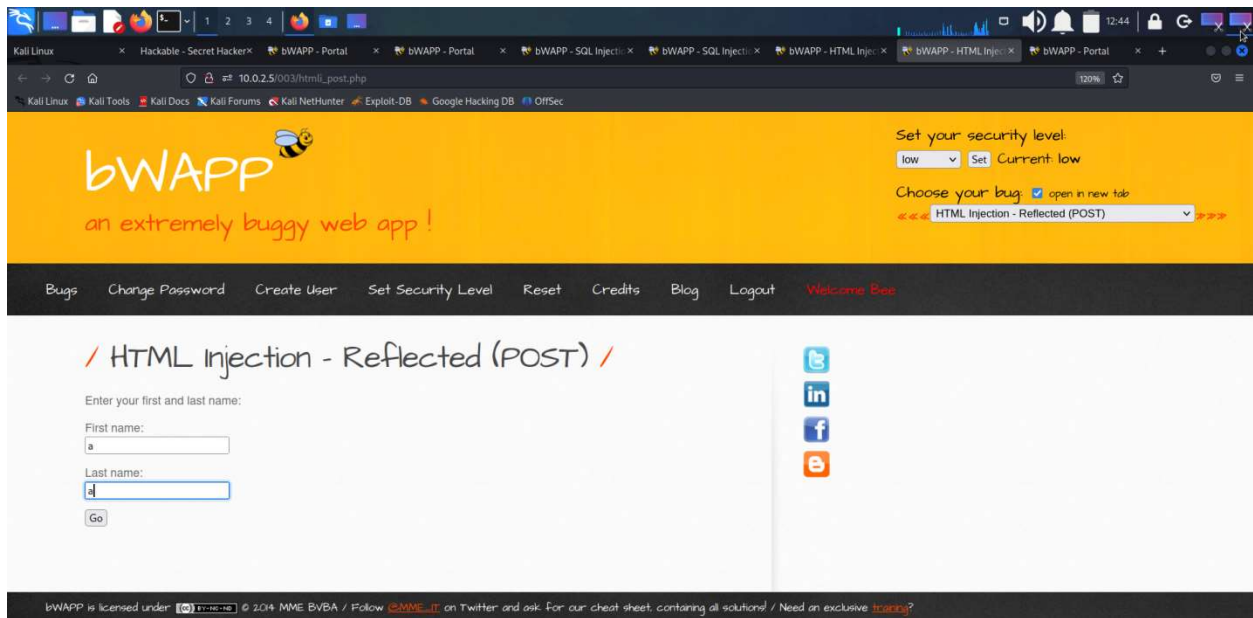 1 2 3 4 12:44
Kali Linux × Hackable - Secret Hacker× bWAPP - Portal × bWAPP - Portal × bWAPP - SQL Injectio× bWAPP - SQL Injectio× bWAPP - HTML Injec× bWAPP - HTML Injec× bWAPP - Portal × +
10.0.2.5/003/htmli_post.php 120%
Kali Linux Kali Tools Kali Docs Kali Forums Kali NetHunter Exploit-DB Google Hacking DB OffSec
bWAPP
an extremely buggy web app !
Set your security level:
low Set Current: low
Choose your bug: open in new tab
<<< HTML Injection - Reflected (POST) >>>
Bugs Change Password Create User Set Security Level Reset Credits Blog Logout Welcome Bee
/ HTML Injection - Reflected (POST) /
Enter your first and last name:
First name:
a
Last name:
a
Go
bWAPP is licensed under (cc) BY-NC-ND © 2014 MME BVBA / Follow @MME_IT on Twitter and ask for our cheat sheet, containing all solutions! / Need an exclusive training?